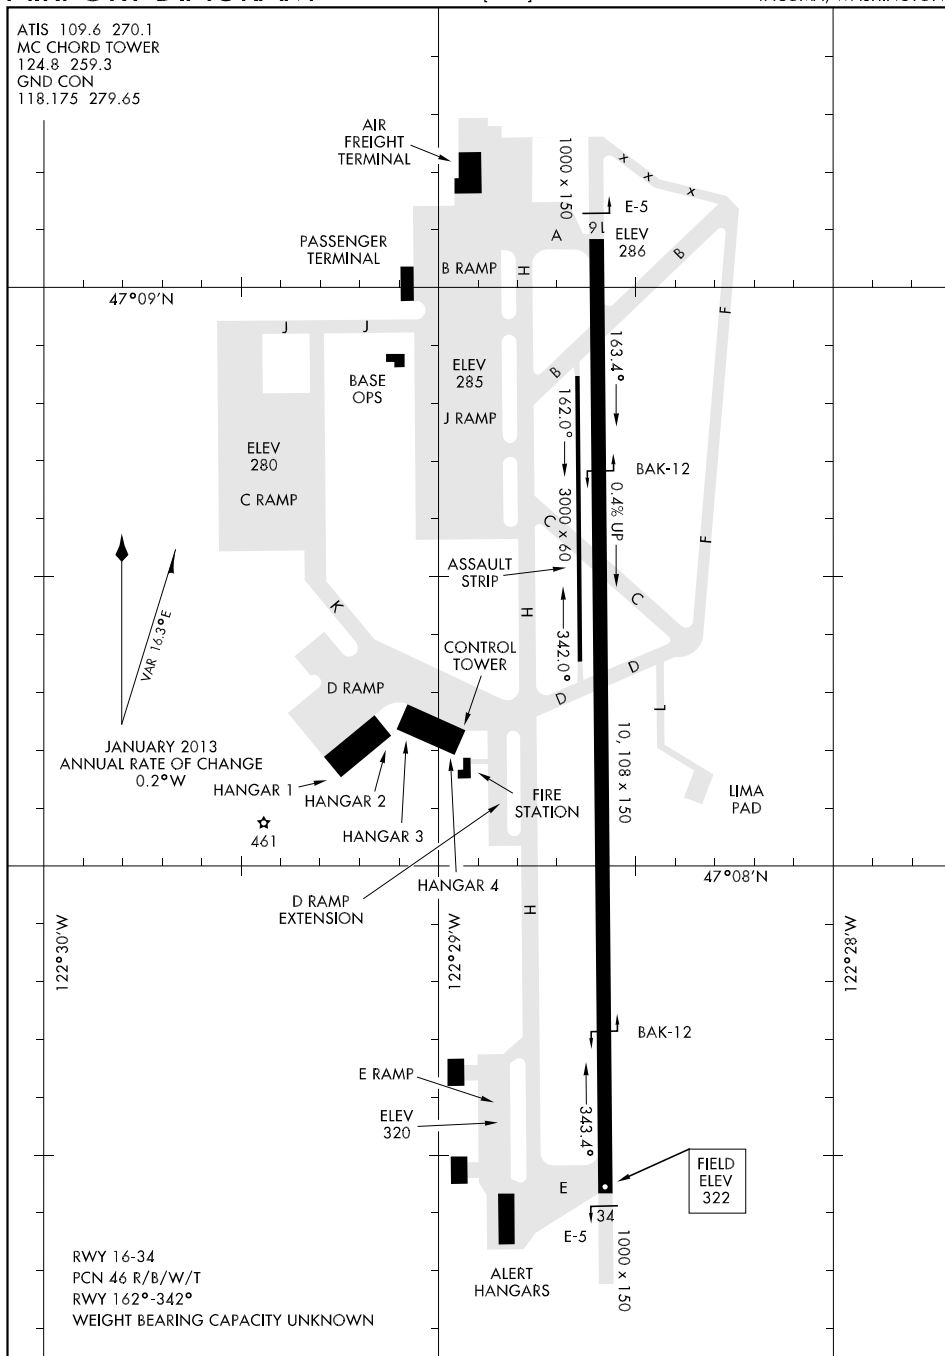 ATIS 109.6 270.1
MC CHORD TOWER
124.8 259.3
GND CON
118.175 279.65
AIR
FREIGHT
TERMINAL
1000 x 150
x
x
x
E-5
16
ELEV
286
A
B
PASSENGER
TERMINAL
B RAMP
H
47°09'N
F
J
J
163.4°
BASE
OPS
ELEV
285
B
162.0°
J RAMP
ELEV
280
BAK-12
C RAMP
0.4% UP
3000 x 60
C
F
ASSAULT
STRIP
VAR 16.3°E
K
H
C
342.0°
CONTROL
TOWER
D
D RAMP
D
L
JANUARY 2013
ANNUAL RATE OF CHANGE
0.2°W
10, 108 x 150
HANGAR 1
HANGAR 2
FIRE
STATION
LIMA
PAD
461
HANGAR 3
HANGAR 4
47°08'N
D RAMP
EXTENSION
H
122°30'W
122°29'W
122°28'W
BAK-12
E RAMP
ELEV
320
343.4°
FIELD
ELEV
322
E
34
E-5
1000 x 150
ALERT
HANGARS
RWY 16-34
PCN 46 R/B/W/T
RWY 162°-342°
WEIGHT BEARING CAPACITY UNKNOWN